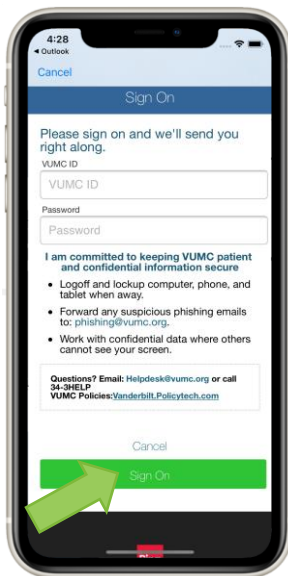 4:28
◄ Outlook
Cancel
Sign On
Please sign on and we'll send you
right along.
VUMC ID
VUMC ID
Password
Password
I am committed to keeping VUMC patient
and confidential information secure
• Logoff and lockup computer, phone, and
tablet when away.
• Forward any suspicious phishing emails
to: phishing@vumc.org.
• Work with confidential data where others
cannot see your screen.
Questions? Email: Helpdesk@vumc.org or call
34-3HELP
VUMC Policies:Vanderbilt.Policytech.com
Cancel
Sign On